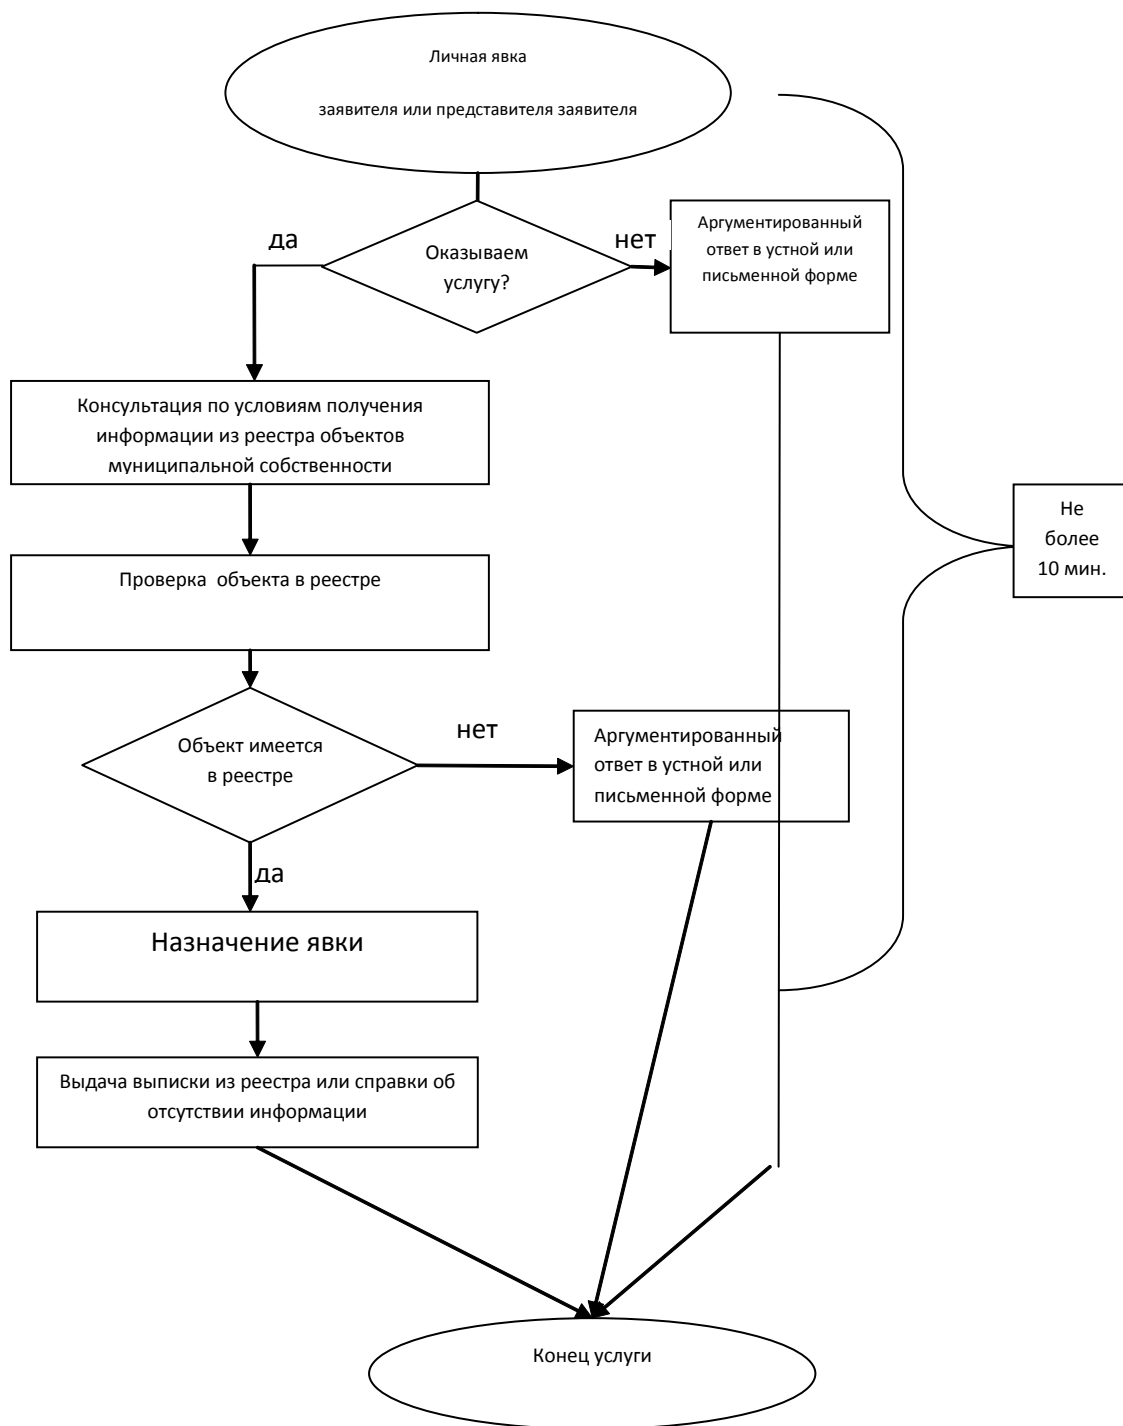 Личная явка
заявителя или представителя заявителя
Оказываем
услугу?
да
нет
Аргументированный
ответ в устной или
письменной форме
Консультация по условиям получения
информации из реестра объектов
муниципальной собственности
Не
более
10 мин.
Проверка  объекта в реестре
Объект имеется
в реестре
нет
Аргументированный
ответ в устной или
письменной форме
да
Назначение явки
Выдача выписки из реестра или справки об
отсутствии информации
Конец услуги